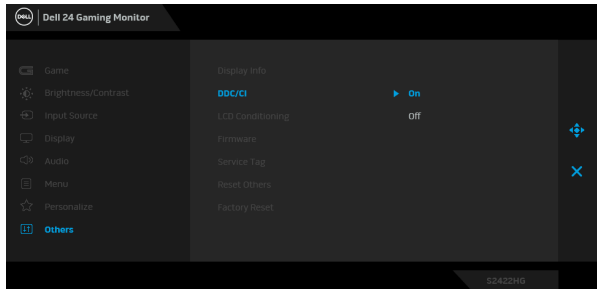 DELL Dell 24 Gaming Monitor
Game
Brightness/Contrast
Input Source
Display
Audio
Menu
Personalize
Others
Display Info
DDC/CI On
LCD Conditioning Off
Firmware
Service Tag
Reset Others
Factory Reset
S2422HG